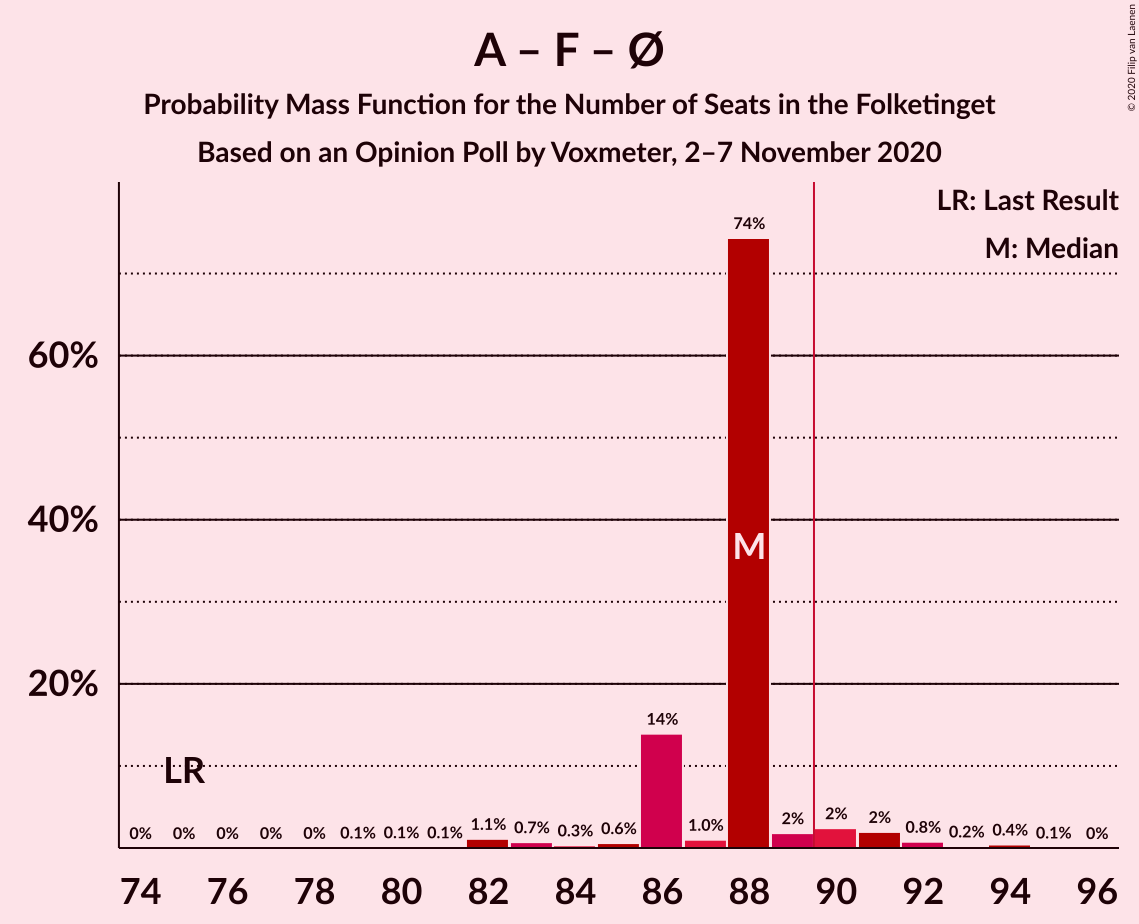 A – F – Ø
Probability Mass Function for the Number of Seats in the Folketinget
Based on an Opinion Poll by Voxmeter, 2–7 November 2020
© 2020 Filip van Laenen
LR: Last Result
M: Median
74%
60%
40%
M
20%
14%
LR
0% 0% 0% 0% 0% 0.1% 0.1% 0.1% 1.1% 0.7% 0.3% 0.6% 1.0% 2% 2% 2% 0.8% 0.2% 0.4% 0.1% 0%
74 76 78 80 82 84 86 88 90 92 94 96